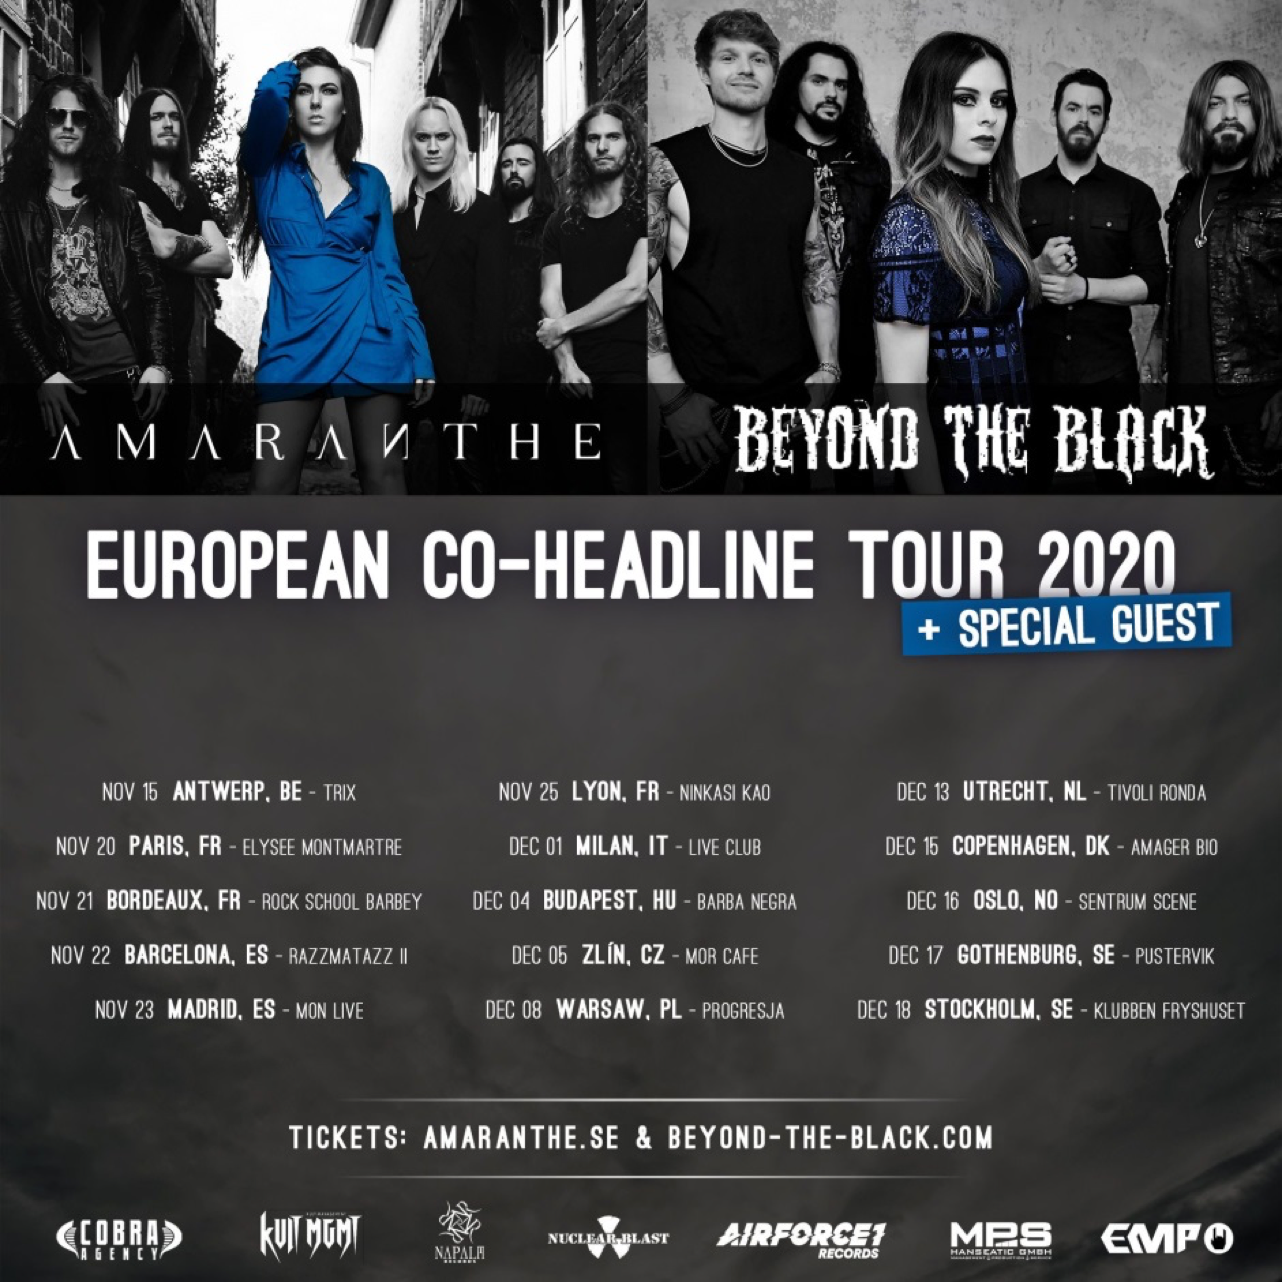 AMARANTHE
BEYOND THE BLACK
EUROPEAN CO-HEADLINE TOUR 2020
+ SPECIAL GUEST
NOV 15 ANTWERP, BE - TRIX
NOV 20 PARIS, FR - ELYSEE MONTMARTRE
NOV 21 BORDEAUX, FR - ROCK SCHOOL BARBEY
NOV 22 BARCELONA, ES - RAZZMATAZZ II
NOV 23 MADRID, ES - MON LIVE
NOV 25 LYON, FR - NINKASI KAO
DEC 01 MILAN, IT - LIVE CLUB
DEC 04 BUDAPEST, HU - BARBA NEGRA
DEC 05 ZLÍN, CZ - MOR CAFE
DEC 08 WARSAW, PL - PROGRESJA
DEC 13 UTRECHT, NL - TIVOLI RONDA
DEC 15 COPENHAGEN, DK - AMAGER BIO
DEC 16 OSLO, NO - SENTRUM SCENE
DEC 17 GOTHENBURG, SE - PUSTERVIK
DEC 18 STOCKHOLM, SE - KLUBBEN FRYSHUSET
TICKETS: AMARANTHE.SE & BEYOND-THE-BLACK.COM
COBRA
AGENCY
KUIT MGMT
NAPALM
RECORDS
NUCLEAR BLAST
AIRFORCE1
RECORDS
MPS
HANSEATIC GMBH
MANAGEMENT | PRODUCTION & SERVICE
EMP